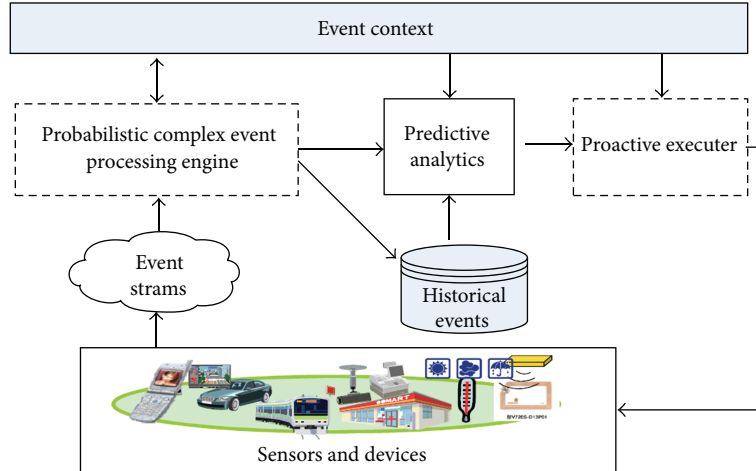 Event context
Probabilistic complex event
processing engine
Predictive
analytics
Proactive executer
Event
strams
Historical
events
Sensors and devices